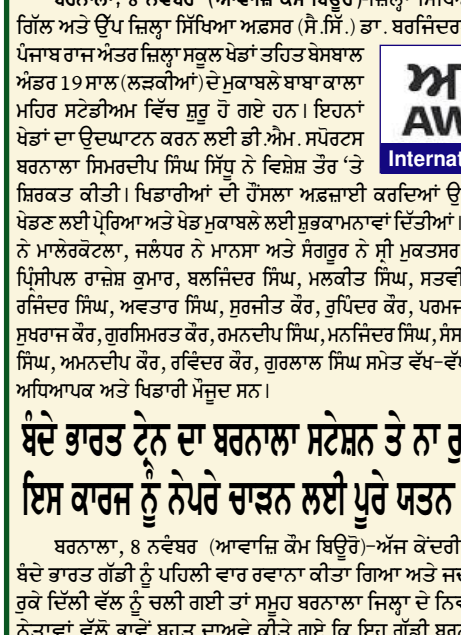 ਬਰਨਾਲਾ, 8 ਨਵੰਬਰ (ਆਵਾਜ਼ਿ ਕੌਮ ਬਿਊਰੋ)-ਜ਼ਿਲ੍ਹਾ ਸਿੱਖਿਆ
ਗਿੱਲ ਅਤੇ ਉੱਪ ਜ਼ਿਲ੍ਹਾ ਸਿੱਖਿਆ ਅਫ਼ਸਰ (ਸੈ.ਸਿੱ.) ਡਾ. ਬਰਜਿੰਦਰ
ਪੰਜਾਬ ਰਾਜ ਅੰਤਰ ਜ਼ਿਲ੍ਹਾ ਸਕੂਲ ਖੇਡਾਂ ਤਹਿਤ ਬੇਸਬਾਲ
ਅੰਡਰ 19 ਸਾਲ (ਲੜਕੀਆਂ) ਦੇ ਮੁਕਾਬਲੇ ਬਾਬਾ ਕਾਲਾ
ਮਹਿਰ ਸਟੇਡੀਅਮ ਵਿੱਚ ਸ਼ੁਰੂ ਹੋ ਗਏ ਹਨ। ਇਹਨਾਂ
ਖੇਡਾਂ ਦਾ ਉਦਘਾਟਨ ਕਰਨ ਲਈ ਡੀ.ਐਮ. ਸਪੋਰਟਸ
ਬਰਨਾਲਾ ਸਿਮਰਦੀਪ ਸਿੰਘ ਸਿੱਧੂ ਨੇ ਵਿਸ਼ੇਸ਼ ਤੌਰ ‘ਤੇ
AW
Internat
ਸ਼ਿਰਕਤ ਕੀਤੀ। ਖਿਡਾਰੀਆਂ ਦੀ ਹੌਂਸਲਾ ਅਫ਼ਜ਼ਾਈ ਕਰਦਿਆਂ ਉ
ਖੇਡਣ ਲਈ ਪ੍ਰੇਰਿਆ ਅਤੇ ਖੇਡ ਮੁਕਾਬਲੇ ਲਈ ਸ਼ੁਭਕਾਮਨਾਵਾਂ ਦਿੱਤੀਆਂ।
ਨੇ ਮਾਲੇਰਕੋਟਲਾ, ਜਲੰਧਰ ਨੇ ਮਾਨਸਾ ਅਤੇ ਸੰਗਰੂਰ ਨੇ ਸ੍ਰੀ ਮੁਕਤਸਰ
ਪ੍ਰਿੰਸੀਪਲ ਰਾਜ਼ੇਸ਼ ਕੁਮਾਰ, ਬਲਜਿੰਦਰ ਸਿੰਘ, ਮਲਕੀਤ ਸਿੰਘ, ਸਤਵੀ
ਰਜਿੰਦਰ ਸਿੰਘ, ਅਵਤਾਰ ਸਿੰਘ, ਸੁਰਜੀਤ ਕੌਰ, ਰੁਪਿੰਦਰ ਕੌਰ, ਪਰਮਜ
ਸੁਖਰਾਜ ਕੌਰ, ਗੁਰਸਿਮਰਤ ਕੌਰ, ਰਮਨਦੀਪ ਸਿੰਘ, ਮਨਜਿੰਦਰ ਸਿੰਘ, ਸੰਸ
ਸਿੰਘ, ਅਮਨਦੀਪ ਕੌਰ, ਰਵਿੰਦਰ ਕੌਰ, ਗੁਰਲਾਲ ਸਿੰਘ ਸਮੇਤ ਵੱਖ-ਵੱਖ
ਅਧਿਆਪਕ ਅਤੇ ਖਿਡਾਰੀ ਮੌਜੂਦ ਸਨ।
ਬੰਦੇ ਭਾਰਤ ਟ੍ਰੇਨ ਦਾ ਬਰਨਾਲਾ ਸਟੇਸ਼ਨ ਤੇ ਨਾ ਰੁ
ਇਸ ਕਾਰਜ ਨੂੰ ਨੇਪਰੇ ਚਾੜਨ ਲਈ ਪੂਰੇ ਯਤਨ
ਬਰਨਾਲਾ, 8 ਨਵੰਬਰ (ਆਵਾਜ਼ਿ ਕੌਮ ਬਿਊਰੋ)-ਅੱਜ ਕੇਂਦਰੀ
ਬੰਦੇ ਭਾਰਤ ਗੱਡੀ ਨੂੰ ਪਹਿਲੀ ਵਾਰ ਰਵਾਨਾ ਕੀਤਾ ਗਿਆ ਅਤੇ ਜਦ
ਰੁਕੇ ਦਿੱਲੀ ਵੱਲ ਨੂੰ ਚਲੀ ਗਈ ਤਾਂ ਸਮੂਹ ਬਰਨਾਲਾ ਜਿਲ੍ਹਾ ਦੇ ਨਿਵ
ਨੇਤਾਵਾਂ ਵੱਲੋ ਭਾਵੇਂ ਬਹੁਤ ਦਾਅਵੇ ਕੀਤੇ ਗਏ ਕਿ ਇਹ ਗੱਡੀ ਬਰਨ